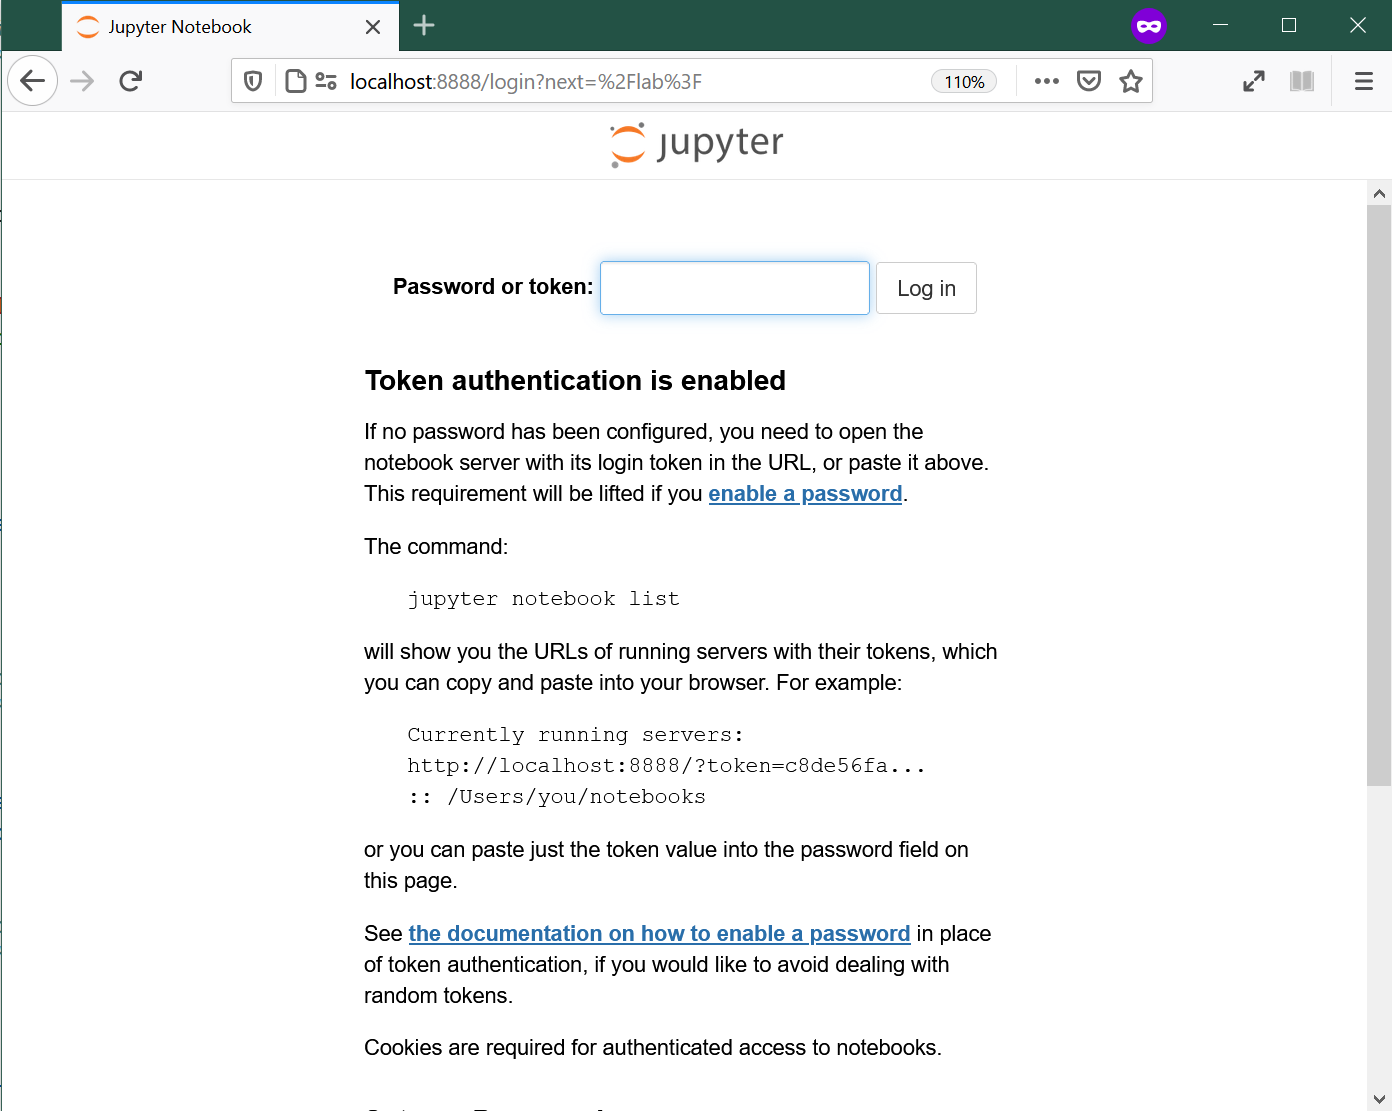 Jupyter Notebook
localhost:8888/login?next=%2Flab%3F
110%
jupyter
Password or token:
Log in
Token authentication is enabled
If no password has been configured, you need to open the
notebook server with its login token in the URL, or paste it above.
This requirement will be lifted if you enable a password.
The command:
jupyter notebook list
will show you the URLs of running servers with their tokens, which
you can copy and paste into your browser. For example:
Currently running servers:
http://localhost:8888/?token=c8de56fa...
:: /Users/you/notebooks
or you can paste just the token value into the password field on
this page.
See the documentation on how to enable a password in place
of token authentication, if you would like to avoid dealing with
random tokens.
Cookies are required for authenticated access to notebooks.